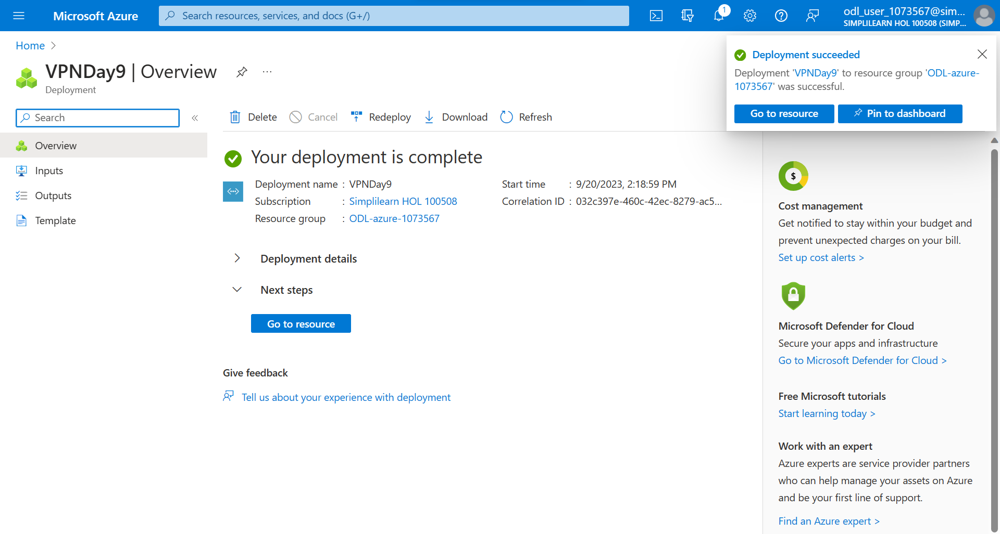 Microsoft Azure
Search resources, services, and docs (G+/)
1
odl_user_1073567@sim...
SIMPLILEARN HOL 100508 (SIMP...
Home
VPNDay9 | Overview
Deployment
Deployment succeeded
Deployment 'VPNDay9' to resource group 'ODL-azure-
1073567' was successful.
Go to resource
Pin to dashboard
Search
«
Delete
Cancel
Redeploy
Download
Refresh
Overview
Inputs
Outputs
Template
Your deployment is complete
Deployment name : VPNDay9
Subscription : Simplilearn HOL 100508
Resource group : ODL-azure-1073567
Start time : 9/20/2023, 2:18:59 PM
Correlation ID : 032c397e-460c-42ec-8279-ac5...
Deployment details
Next steps
Go to resource
Give feedback
Tell us about your experience with deployment
$
Cost management
Get notified to stay within your budget and
prevent unexpected charges on your bill.
Set up cost alerts >
Microsoft Defender for Cloud
Secure your apps and infrastructure
Go to Microsoft Defender for Cloud >
Free Microsoft tutorials
Start learning today >
Work with an expert
Azure experts are service provider partners
who can help manage your assets on Azure
and be your first line of support.
Find an Azure expert >